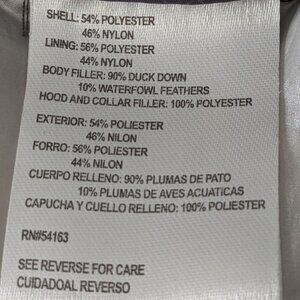 SHELL: 54% POLYESTER
46% NYLON
LINING: 56% POLYESTER
44% NYLON
BODY FILLER: 90% DUCK DOWN
10% WATERFOWL FEATHERS
HOOD AND COLLAR FILLER: 100% POLYESTER
EXTERIOR: 54% POLIESTER
46% NILON
FORRO: 56% POLIESTER
44% NILON
CUERPO RELLENO: 90% PLUMAS DE PATO
10% PLUMAS DE AVES ACUATICAS
CAPUCHA Y CUELLO RELLENO: 100% POLIESTER
RN#54163
SEE REVERSE FOR CARE
CUIDADOAL REVERSO